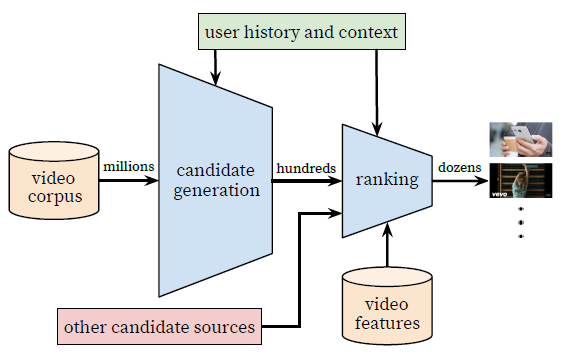 user history and context
video
corpus
millions
candidate
generation
hundreds
ranking
dozens
vevo
other candidate sources
video
features